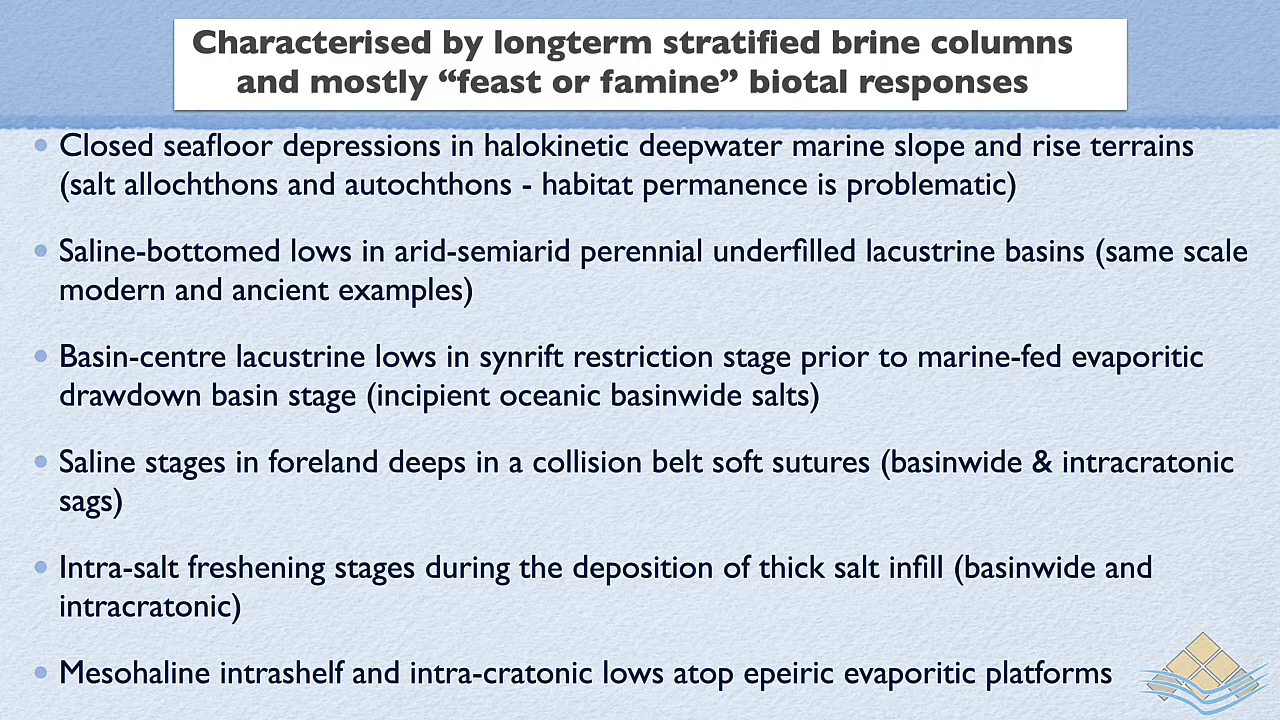 Characterised by longterm stratified brine columns
and mostly “feast or famine” biotal responses
• Closed seafloor depressions in halokinetic deepwater marine slope and rise terrains
(salt allochthons and autochthons - habitat permanence is problematic)
• Saline-bottomed lows in arid-semiarid perennial underfilled lacustrine basins (same scale
modern and ancient examples)
• Basin-centre lacustrine lows in synrift restriction stage prior to marine-fed evaporitic
drawdown basin stage (incipient oceanic basinwide salts)
• Saline stages in foreland deeps in a collision belt soft sutures (basinwide & intracratonic
sags)
• Intra-salt freshening stages during the deposition of thick salt infill (basinwide and
intracratonic)
• Mesohaline intrashelf and intra-cratonic lows atop epeiric evaporitic platforms